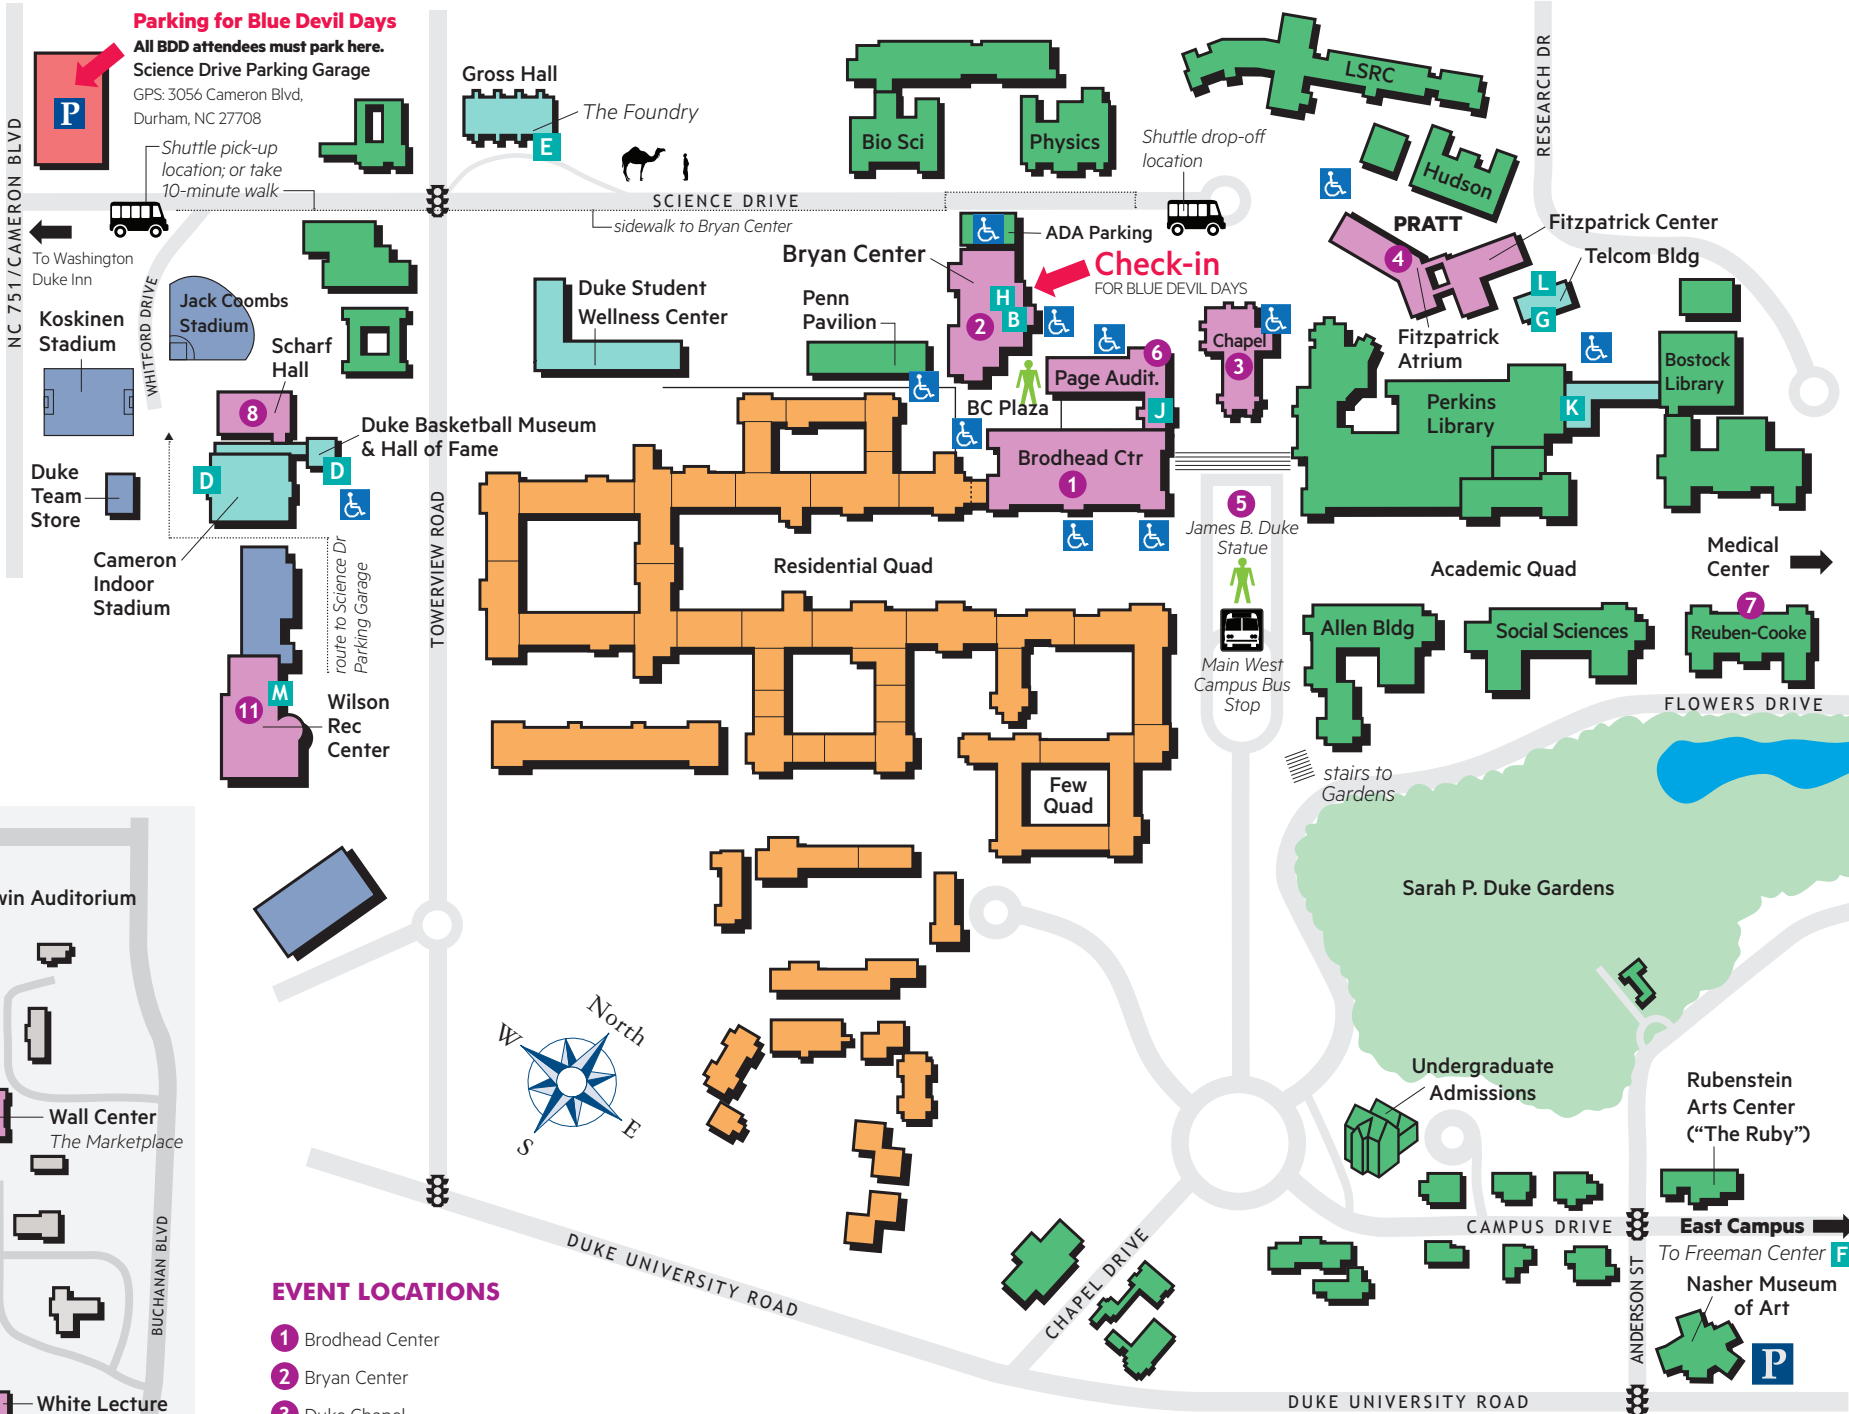 Parking for Blue Devil Days
All BDD attendees must park here.
Science Drive Parking Garage
GPS: 3056 Cameron Blvd,
Durham, NC 27708
P
Shuttle pick-up
location; or take
10-minute walk
NC 751/CAMERON BLVD
To Washington
Duke Inn
Gross Hall
The Foundry
E
SCIENCE DRIVE
sidewalk to Bryan Center
Bio Sci
Physics
Shuttle drop-off
location
LSRC
Hudson
RESEARCH DR
PRATT
4
Fitzpatrick Center
Telcom Bldg
L
G
Fitzpatrick
Atrium
ADA Parking
Bryan Center
Check-in
FOR BLUE DEVIL DAYS
H
B
2
Duke Student
Wellness Center
Penn
Pavilion
WHITFORD DRIVE
Jack Coombs
Stadium
Koskinen
Stadium
Scharf
Hall
8
Duke Basketball Museum
& Hall of Fame
D
D
Duke
Team
Store
Cameron
Indoor
Stadium
route to Science Dr
Parking Garage
TOWERVIEW ROAD
6
Page Audit.
J
BC Plaza
Chapel
3
Brodhead Ctr
1
Perkins
Library
K
Bostock
Library
5
James B. Duke
Statue
Main West
Campus Bus
Stop
Residential Quad
Academic Quad
Medical
Center
Allen Bldg
Social Sciences
7
Reuben-Cooke
FLOWERS DRIVE
M
11
Wilson
Rec
Center
Few
Quad
stairs to
Gardens
Sarah P. Duke Gardens
win Auditorium
Wall Center
The Marketplace
BUCHANAN BLVD
White Lecture
North
W
E
S
Undergraduate
Admissions
Rubenstein
Arts Center
(“The Ruby”)
CAMPUS DRIVE
East Campus
To Freeman Center F
Nasher Museum
of Art
P
ANDERSON ST
CHAPEL DRIVE
DUKE UNIVERSITY ROAD
DUKE UNIVERSITY ROAD
EVENT LOCATIONS
1 Brodhead Center
2 Bryan Center
3 Duke Chapel